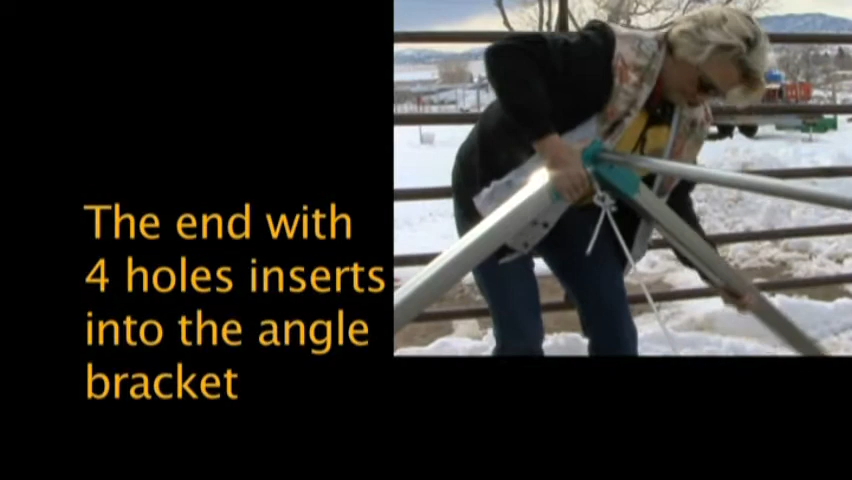 The end with
4 holes inserts
into the angle
bracket